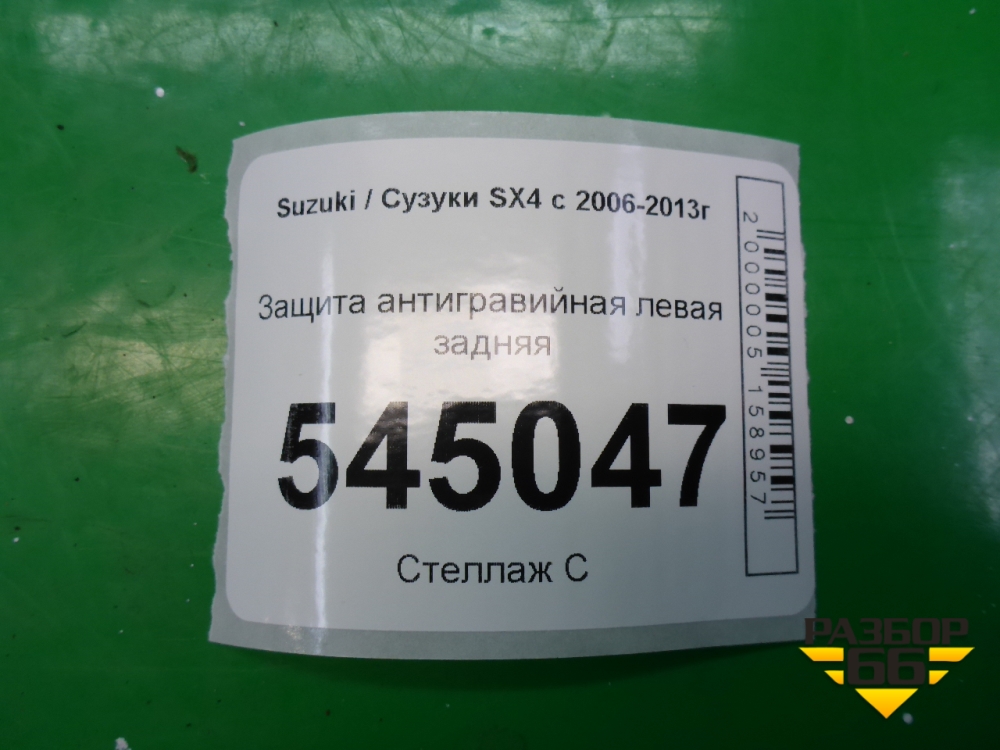 Suzuki / Сузуки SX4 с 2006-2013г
Защита антигравийная левая
задняя
545047
Стеллаж С
2000005158957
РАЗБОР
66